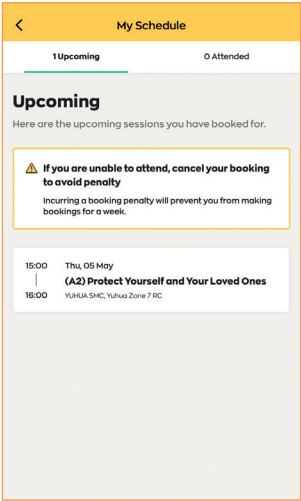 My Schedule
1 Upcoming
0 Attended
Upcoming
Here are the upcoming sessions you have booked for.
If you are unable to attend, cancel your booking
to avoid penalty
Incurring a booking penalty will prevent you from making
bookings for a week.
15:00
Thu, 05 May
(A2) Protect Yourself and Your Loved Ones
16:00
YUHUA SMC, Yuhua Zone 7 RC